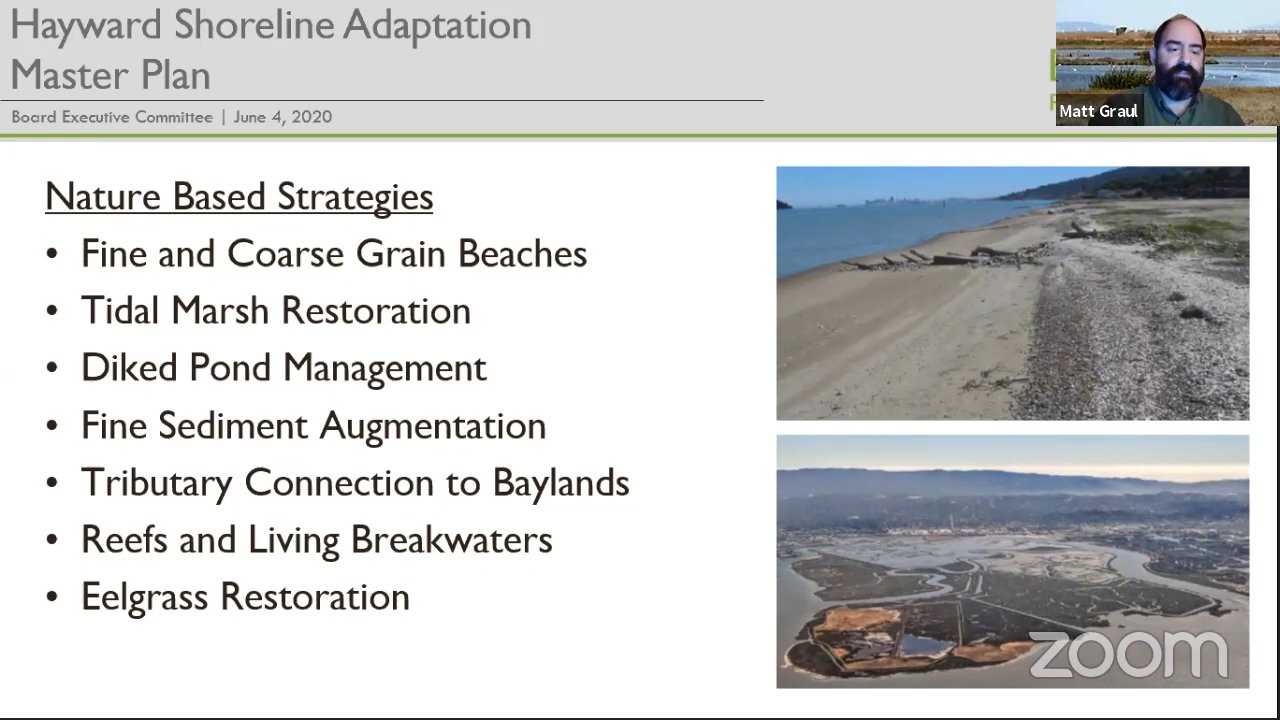 Hayward Shoreline Adaptation
Master Plan
Board Executive Committee | June 4, 2020
Matt Graul
Nature Based Strategies
• Fine and Coarse Grain Beaches
• Tidal Marsh Restoration
• Diked Pond Management
• Fine Sediment Augmentation
• Tributary Connection to Baylands
• Reefs and Living Breakwaters
• Eelgrass Restoration
zoom